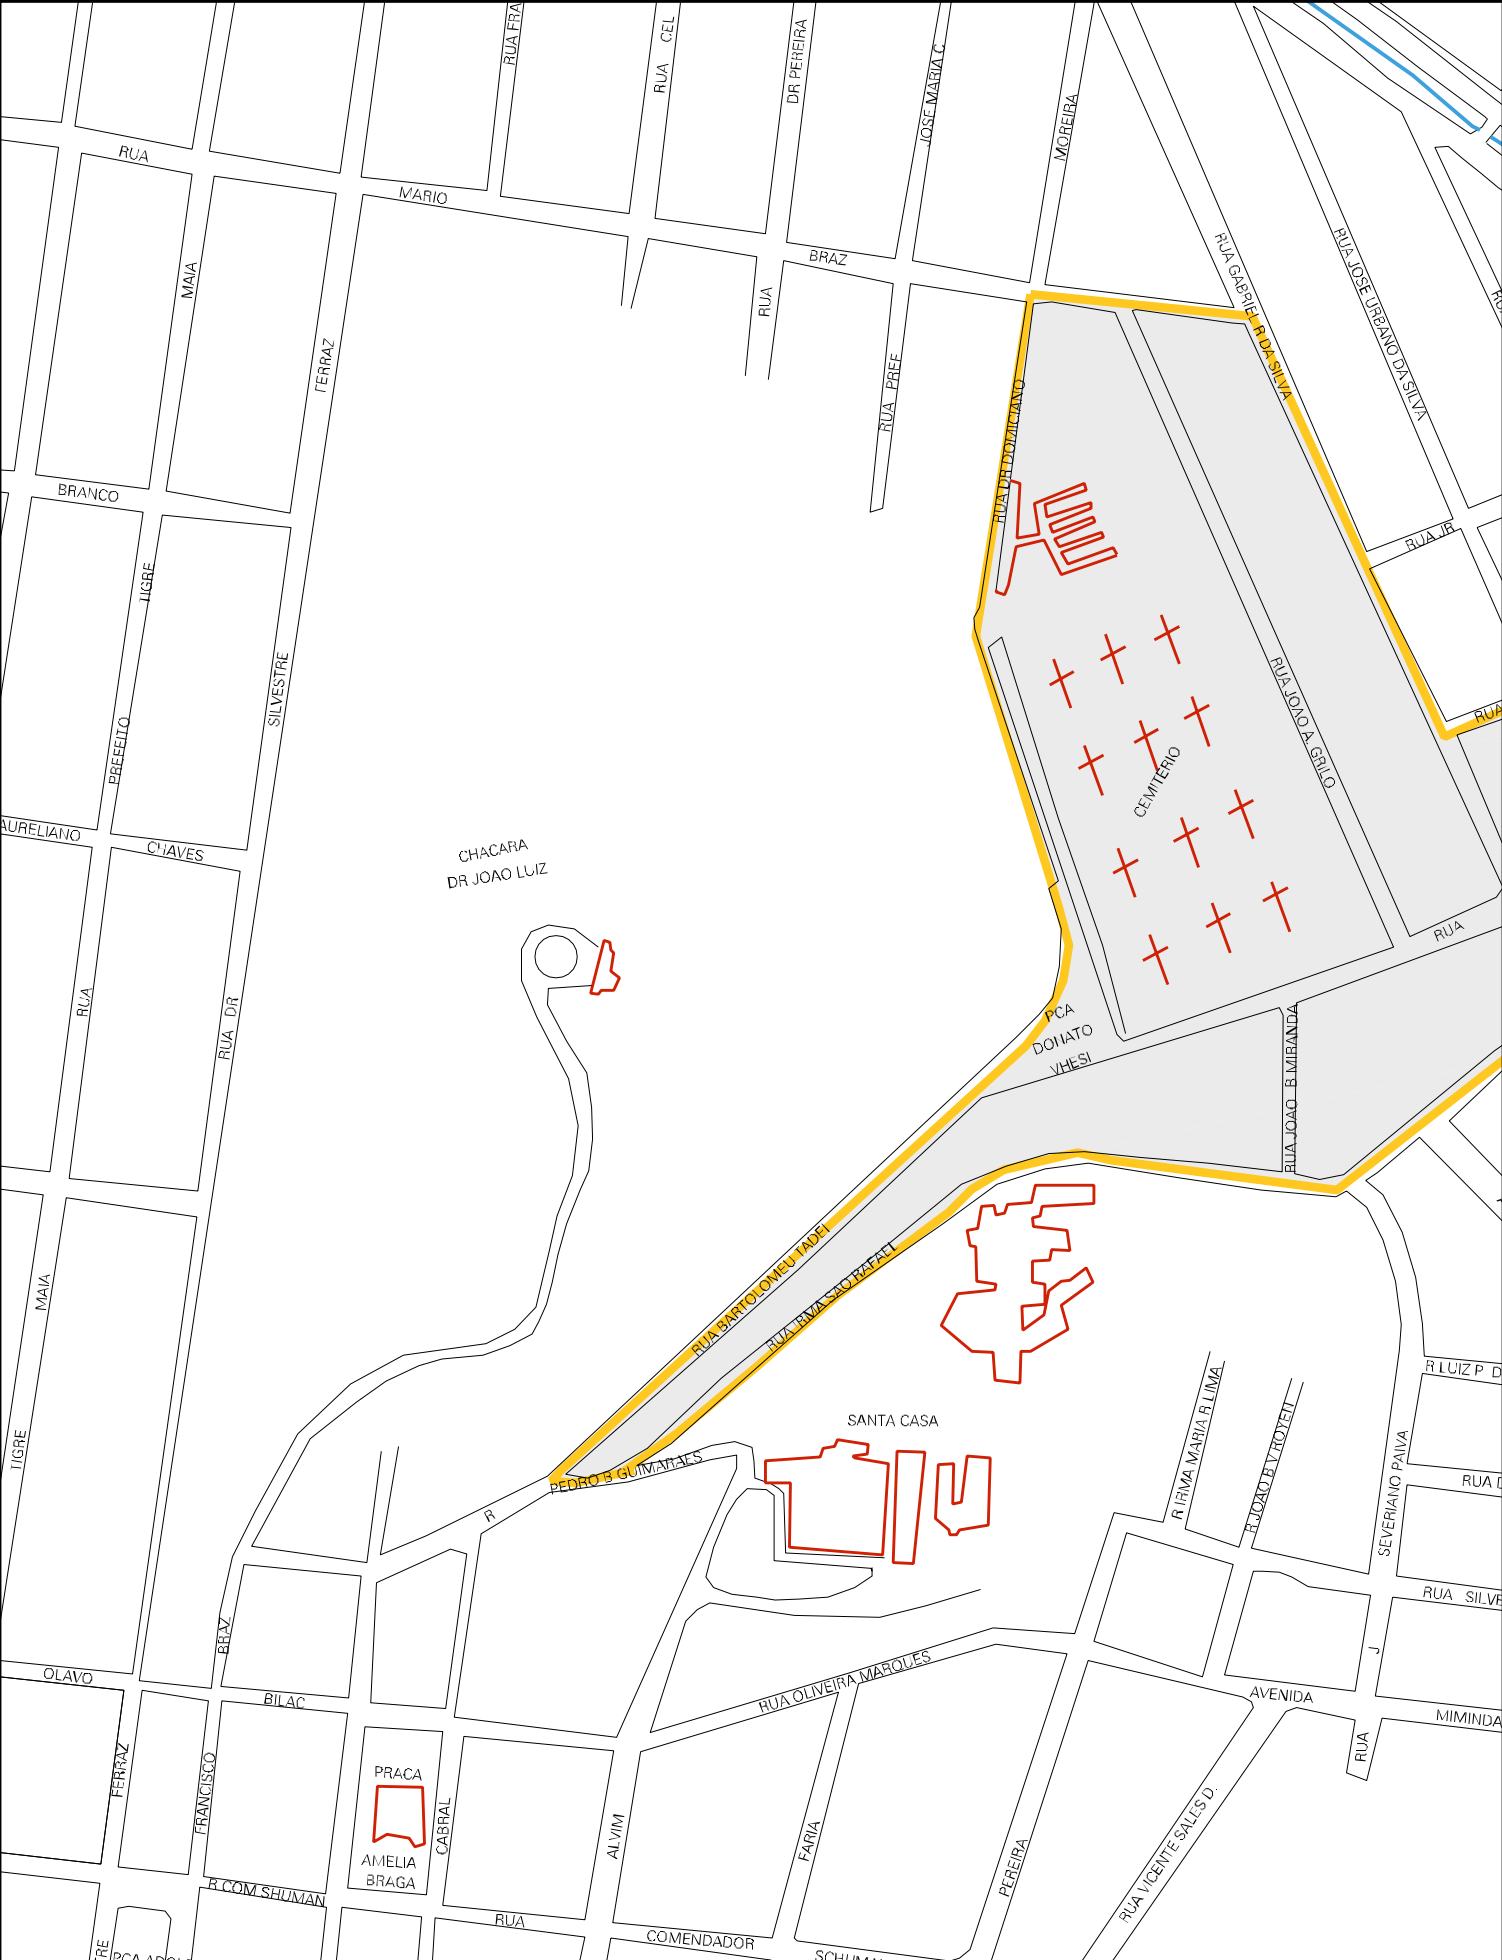 RUA FRA
RUA CEL
DR PEREIRA
JOSE MARIA C
MOREIRA
RUA
MARIO
BRAZ
MAIA
FERRAZ
RUA
RUA PREF
RUA DR DOMICIANO
RUA GABRIEL R DA SILVA
RUA JOSE URBANO DA SILVA
RUA JR
BRANCO
TIGRE
SILVESTRE
PREFEITO
RUA JOAO A. GRILO
RUA
CEMITERIO
AURELIANO
CHAVES
CHACARA
DR JOAO LUIZ
RUA
RUA
RUA DR
PCA
DONATO
VHESI
RUA JOAO B MIRANDA
MAIA
RUA BARTOLOMEU TADEI
RUA IRMA SAO RAFAEL
TIGRE
SANTA CASA
PEDRO B GUIMARAES
R
R IRMA MARIA R LIMA
R JOAO B V ROYEN
SEVERIANO PAIVA
R LUIZ P D
RUA D
RUA SILVE
BRAZ
J
OLAVO
BILAC
RUA OLIVEIRA MARQUES
AVENIDA
MIMINDA
RUA
FERRAZ
FRANCISCO
PRACA
AMELIA
BRAGA
CABRAL
ALVIM
FARIA
PEREIRA
RUA VICENTE SALES D.
R COM SHUMAN
RUA
COMENDADOR
SCHUMAN
RE